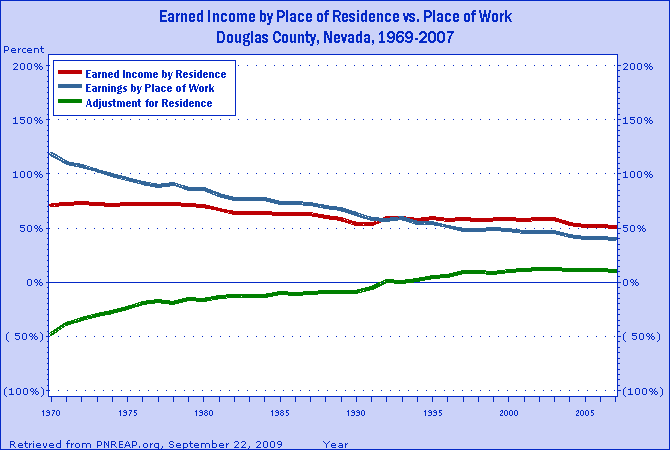 Earned Income by Place of Residence vs. Place of Work
Douglas County, Nevada, 1969-2007
Percent
Earned Income by Residence
Earnings by Place of Work
Adjustment for Residence
200% 200%
150% 150%
100% 100%
50% 50%
0% 0%
( 50%) ( 50%)
(100%) (100%)
1970 1975 1980 1985 1990 1995 2000 2005
Retrieved from PNREAP.org, September 22, 2009 Year